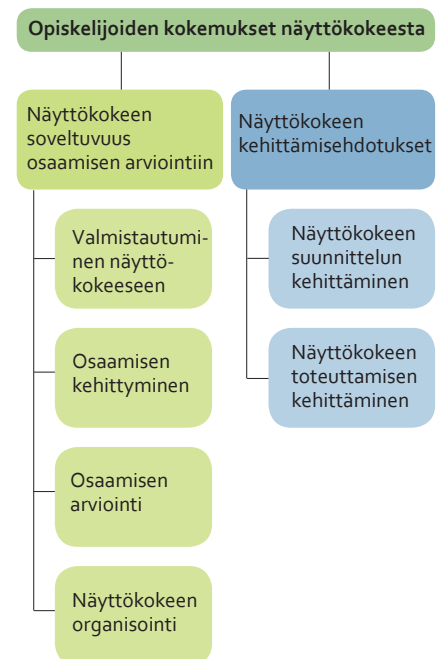 Opiskelijoiden kokemukset näyttökokeesta
Näyttökokeen
soveltuvuus
osaamisen arviointiin
Valmistautumi-
nen näyttö-
kokeeseen
Osaamisen
kehittyminen
Osaamisen
arviointi
Näyttökokeen
organisointi
Näyttökokeen
kehittämisehdotukset
Näyttökokeen
suunnittelun
kehittäminen
Näyttökokeen
toteuttamisen
kehittäminen